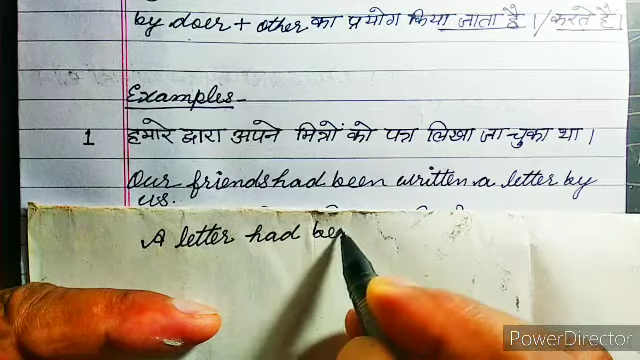 by doer + other का प्रयोग किया जाता है।/करते हैं।
Examples-
1 हमारे द्वारा अपने मित्रों को पत्र लिखा जा चुका था।
Our friends had been written a letter by
us.
A letter had bee
PowerDirector